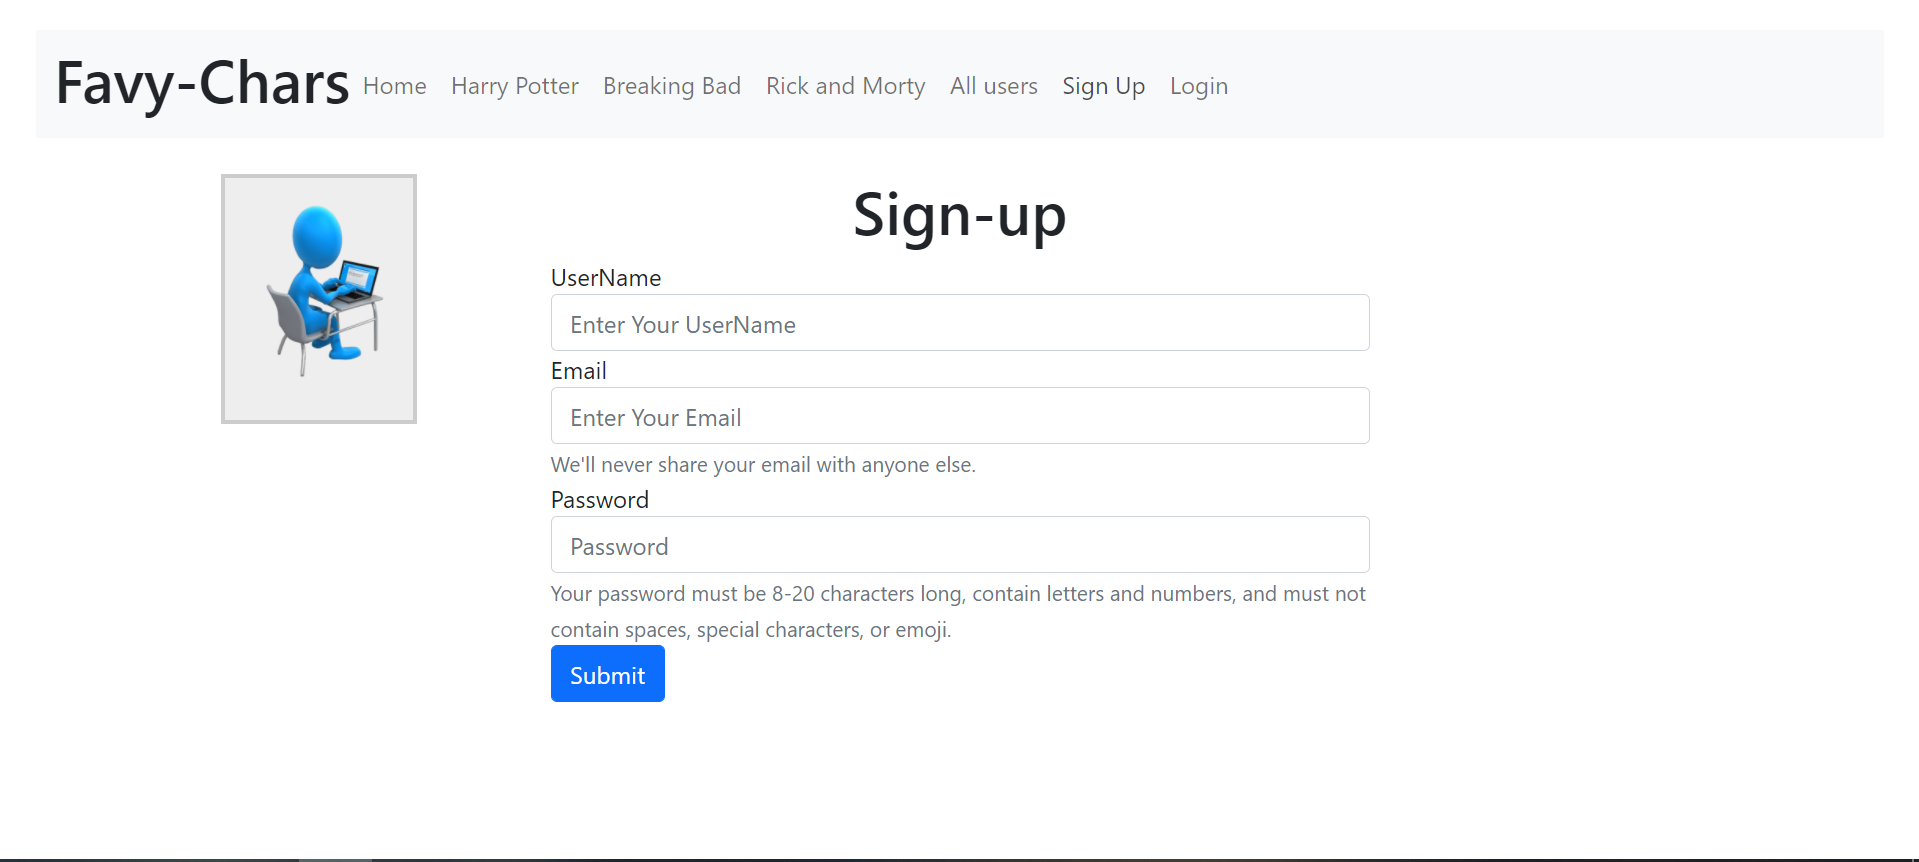 Favy-Chars Home Harry Potter Breaking Bad Rick and Morty All users Sign Up Login
Sign-up
UserName
Enter Your UserName
Email
Enter Your Email
We'll never share your email with anyone else.
Password
Password
Your password must be 8-20 characters long, contain letters and numbers, and must not
contain spaces, special characters, or emoji.
Submit